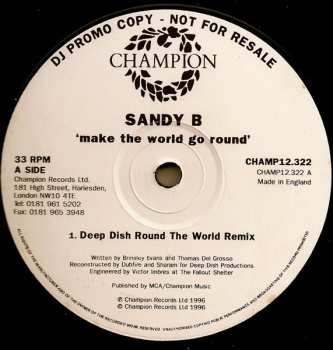 DJ PROMO COPY - NOT FOR RESALE
CHAMPION
SANDY B
'make the world go round'
33 RPM
A SIDE
CHAMP12.322
CHAMP12.322 A
Made in England
Champion Records Ltd.
181 High Street, Harlesden,
London NW10 4TE
Tel: 0181 961 5202
Fax: 0181 965 3948
1. Deep Dish Round The World Remix
Written by Brinsley Evans and Thomas Del Grosso
Reconstructed by Dubfire and Sharam for Deep Dish Productions
Engineered by Victor Imbres at The Fallout Shelter
Published by MCA/Champion Music
℗ Champion Records Ltd 1996
© Champion Records Ltd 1996